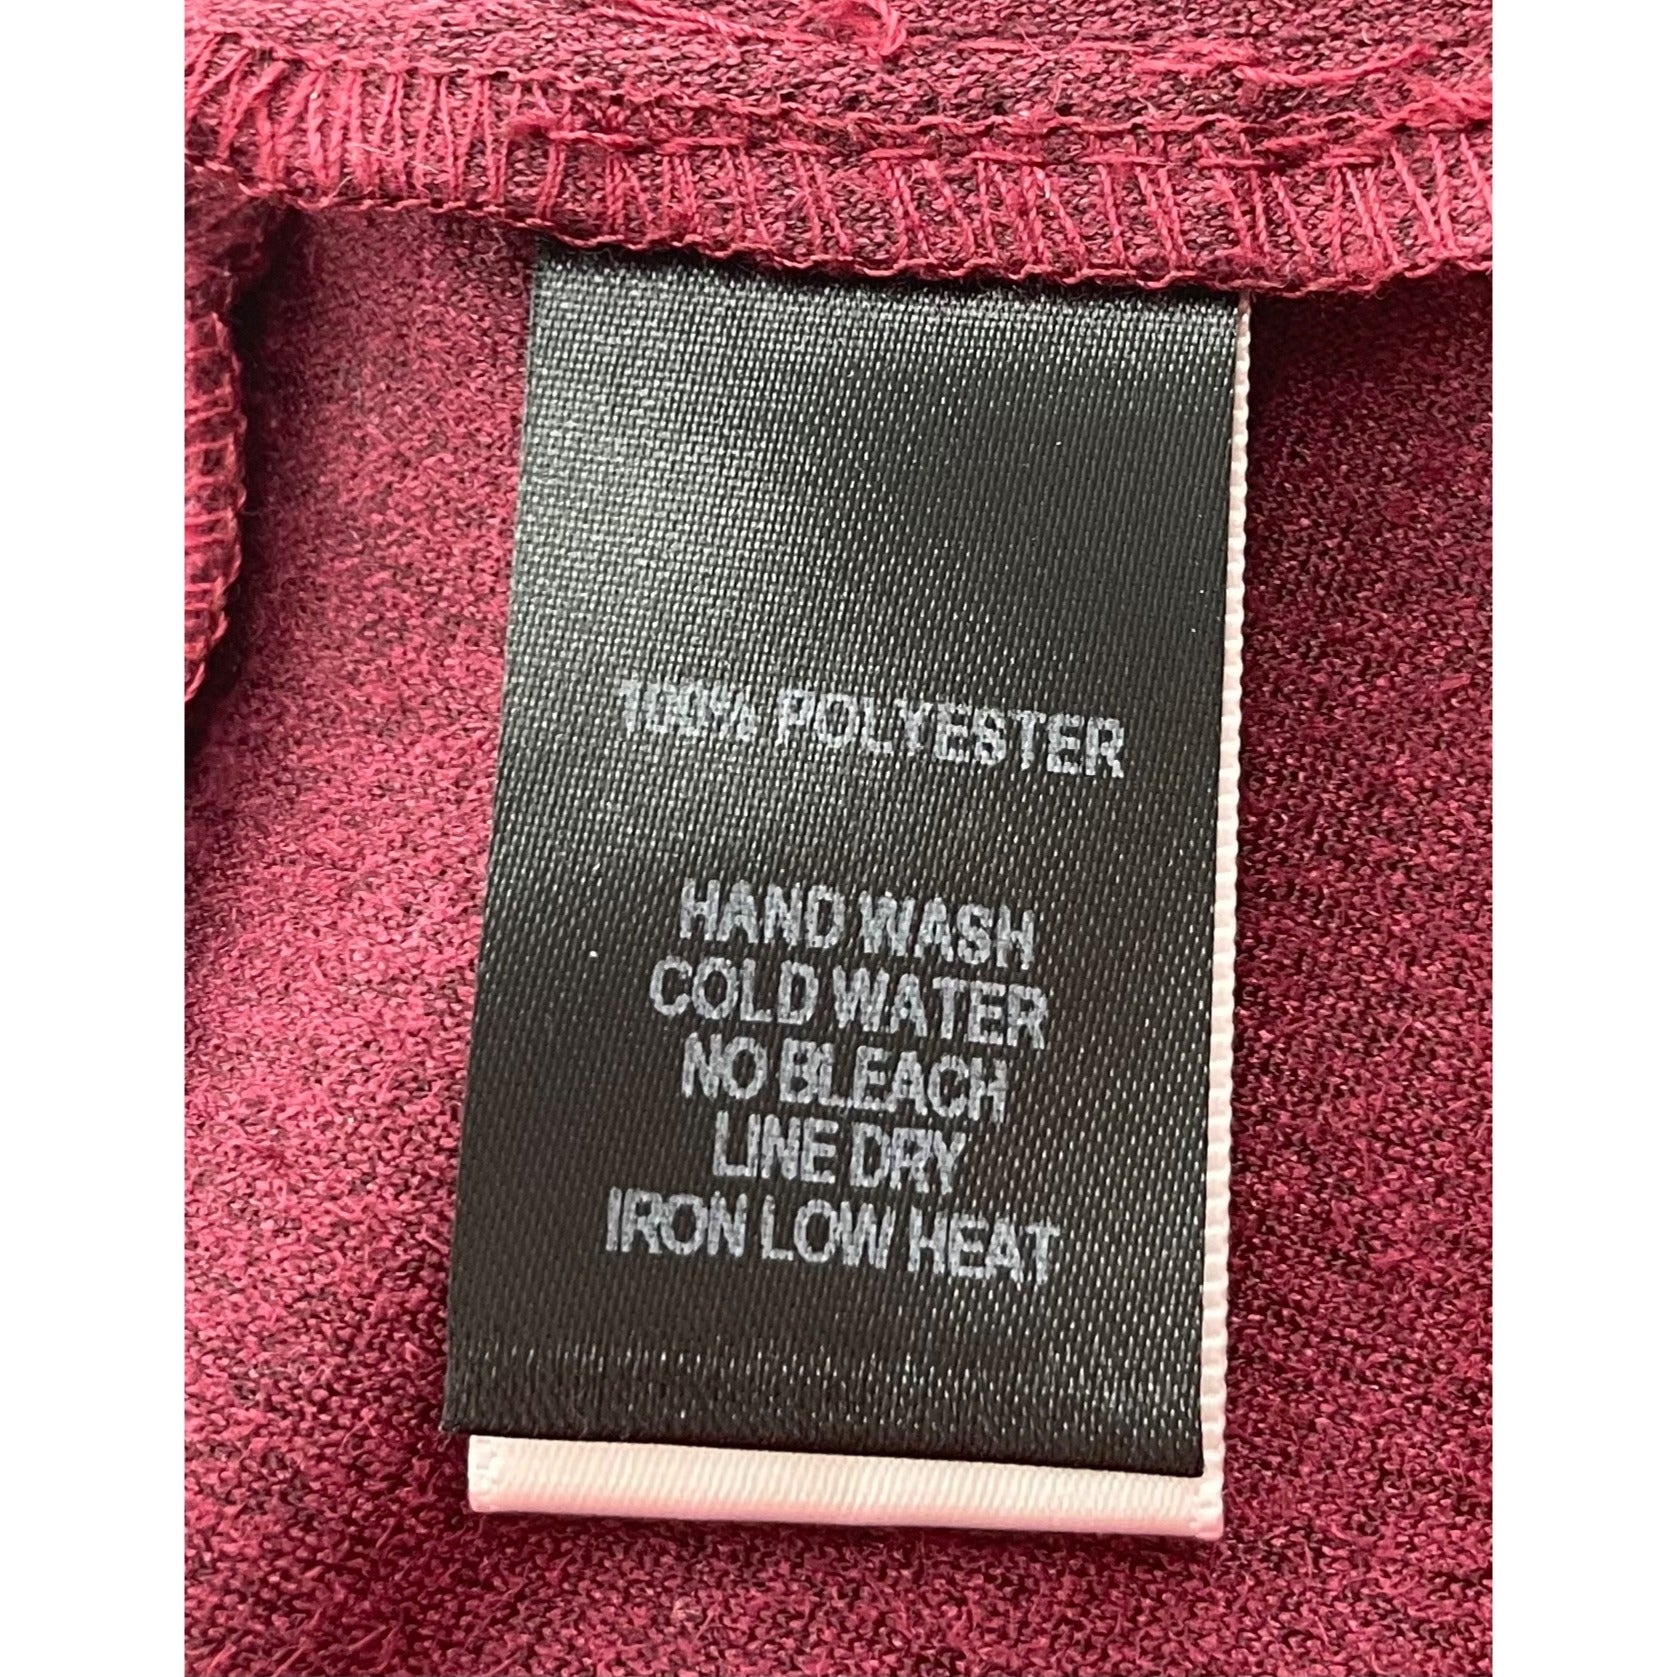 100% POLYESTER
HAND WASH
COLD WATER
NO BLEACH
LINE DRY
IRON LOW HEAT